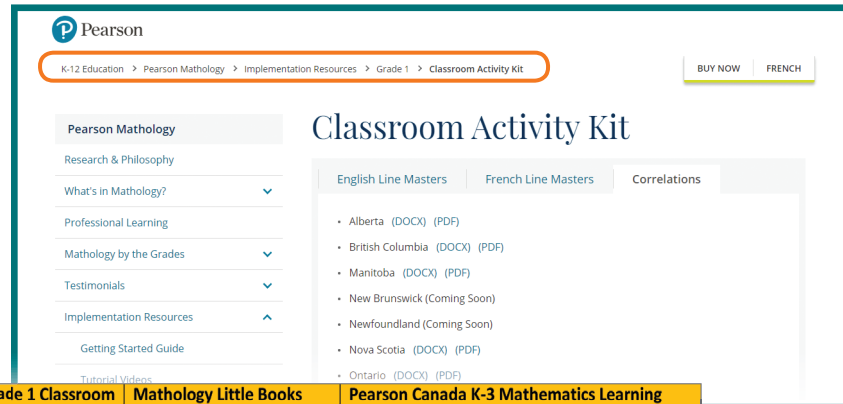 Pearson
K-12 Education > Pearson Mathology > Implementation Resources > Grade 1 > Classroom Activity Kit
BUY NOW FRENCH
Pearson Mathology
Research & Philosophy
What's in Mathology?
Professional Learning
Mathology by the Grades
Testimonials
Implementation Resources
Getting Started Guide
Tutorial Videos
Classroom Activity Kit
English Line Masters French Line Masters Correlations
• Alberta (DOCX) (PDF)
• British Columbia (DOCX) (PDF)
• Manitoba (DOCX) (PDF)
• New Brunswick (Coming Soon)
• Newfoundland (Coming Soon)
• Nova Scotia (DOCX) (PDF)
• Ontario (DOCX) (PDF)
ade 1 Classroom Mathology Little Books Pearson Canada K-3 Mathematics Learning